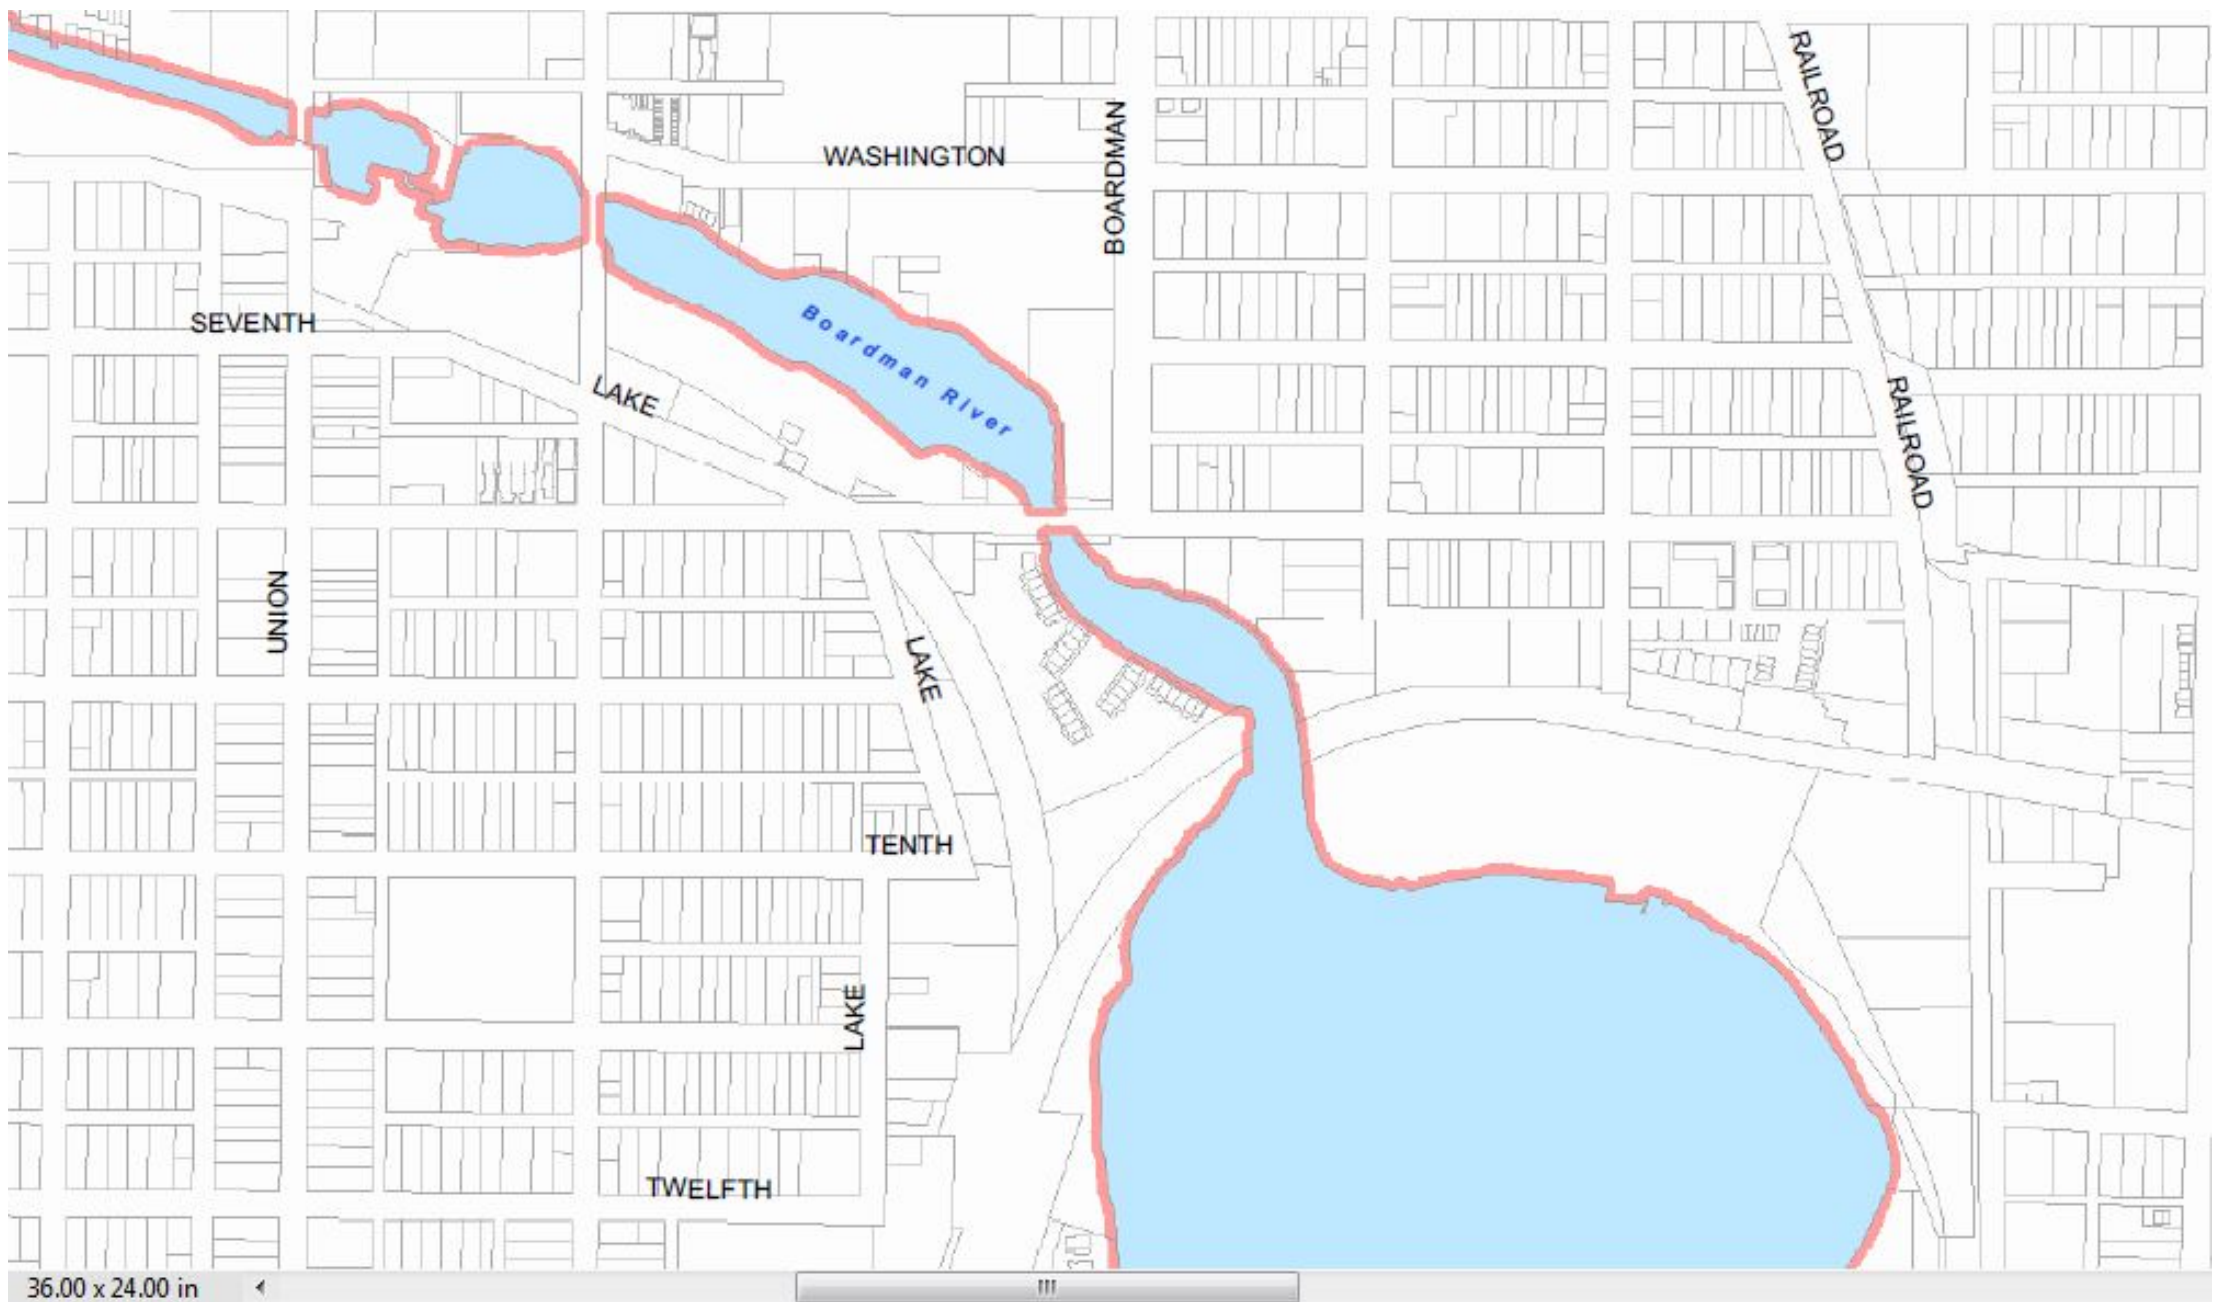 RAILROAD
BOARDMAN
WASHINGTON
SEVENTH
Boardman River
LAKE
RAILROAD
UNION
LAKE
TENTH
LAKE
TWELFTH
36.00 x 24.00 in